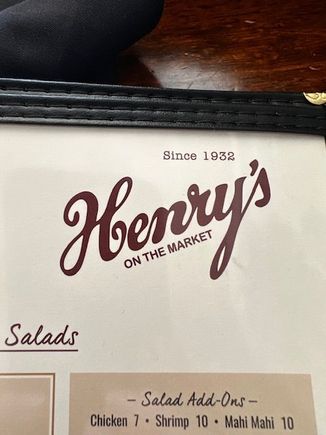 Since 1932
Henry's
ON THE MARKET
Salads
– Salad Add-Ons –
Chicken 7 • Shrimp 10 • Mahi Mahi 10